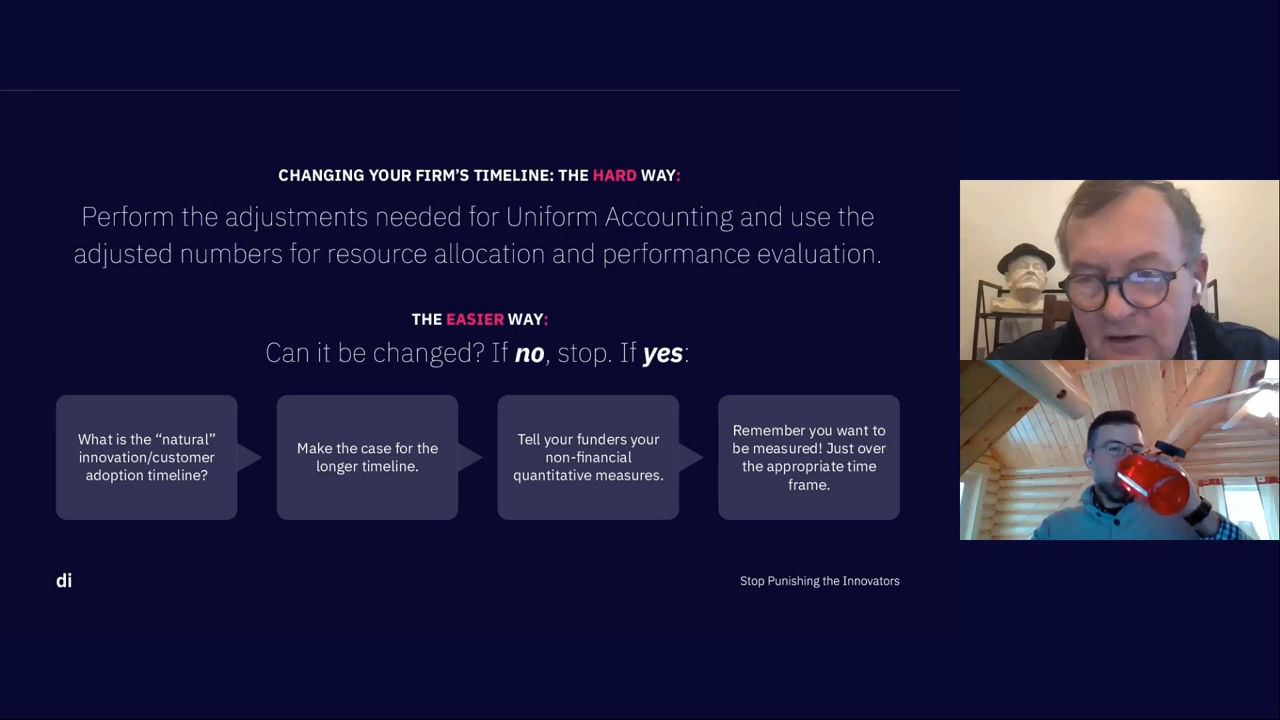 CHANGING YOUR FIRM’S TIMELINE: THE HARD WAY:
Perform the adjustments needed for Uniform Accounting and use the
adjusted numbers for resource allocation and performance evaluation.
THE EASIER WAY:
Can it be changed? If no, stop. If yes:
What is the “natural”
innovation/customer
adoption timeline?
Make the case for the
longer timeline.
Tell your funders your
non-financial
quantitative measures.
Remember you want to
be measured! Just over
the appropriate time
frame.
di
Stop Punishing the Innovators